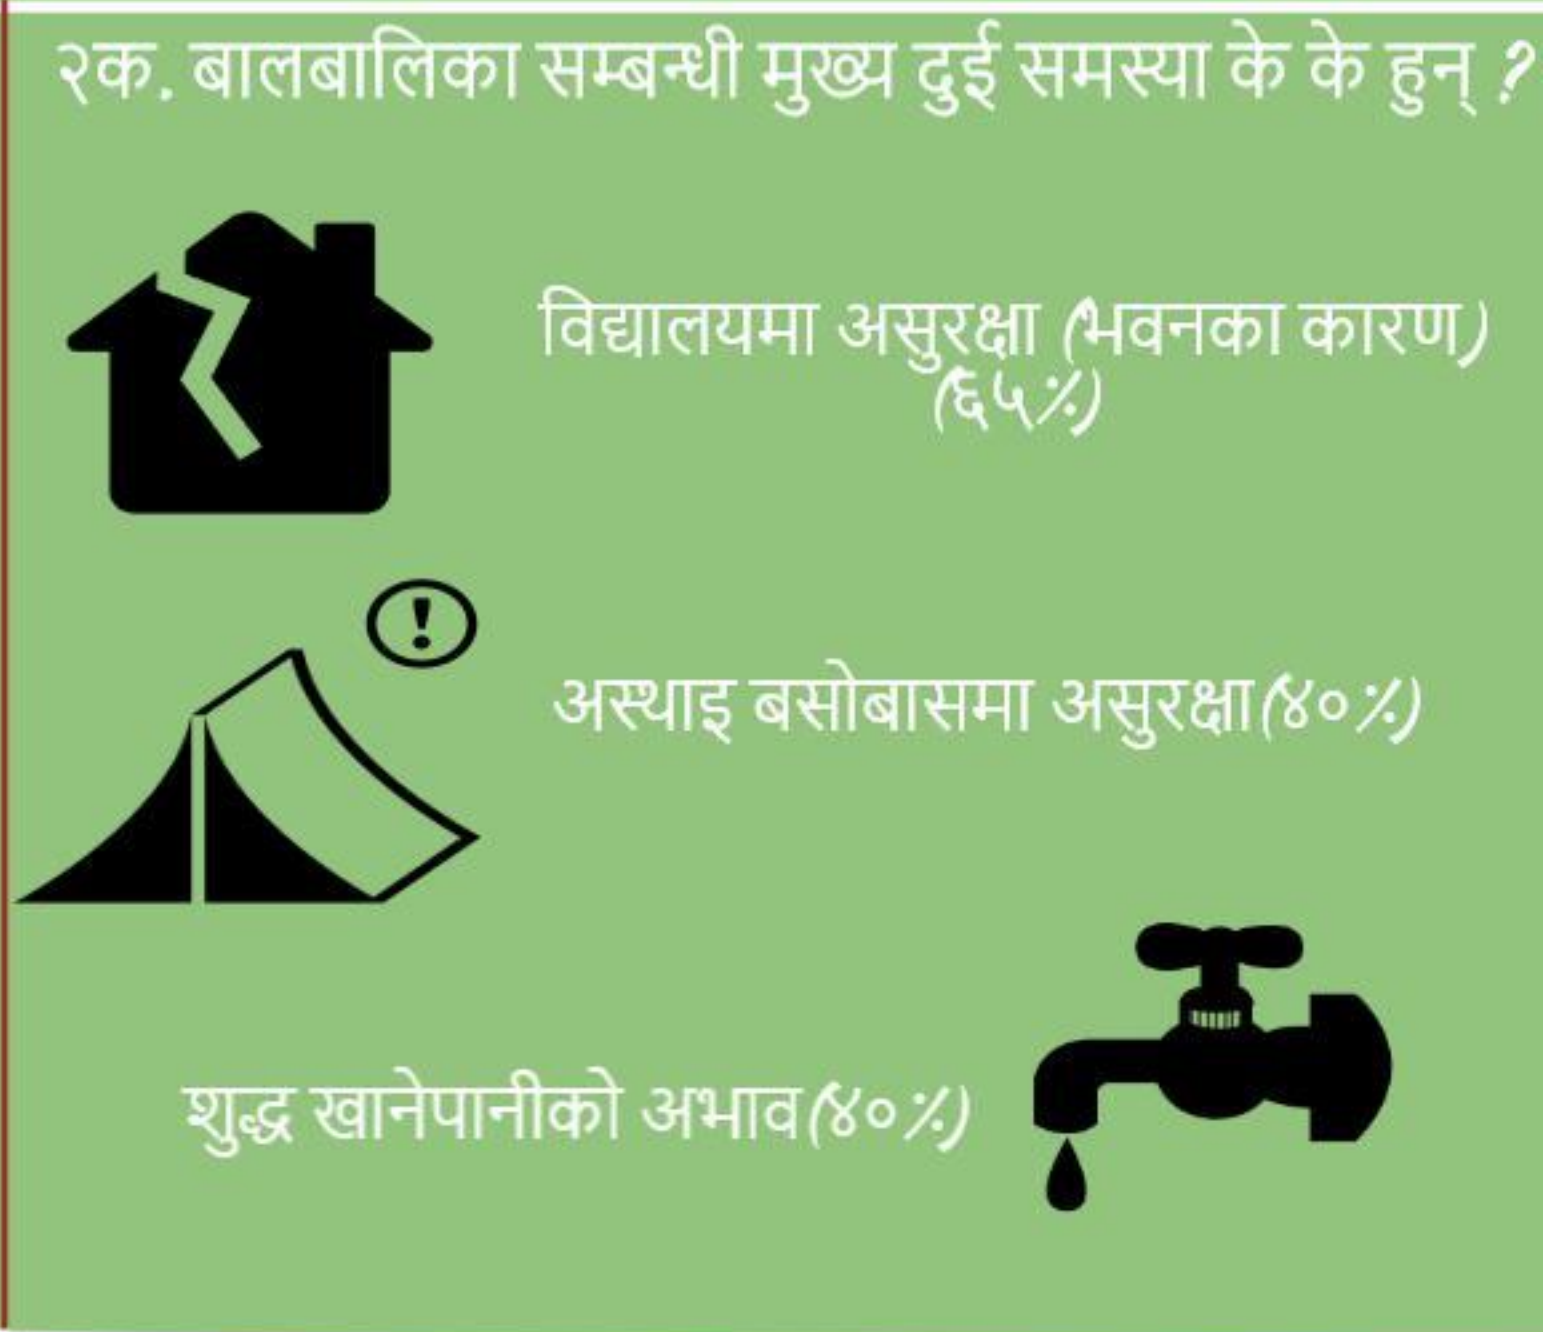 २क. बालबालिका सम्बन्धी मुख्य दुई समस्या के के हुन् ?
विद्यालयमा असुरक्षा (भवनका कारण)
(६५%)
अस्थाइ बसोबासमा असुरक्षा(४०%)
शुद्ध खानेपानीको अभाव(४०%)